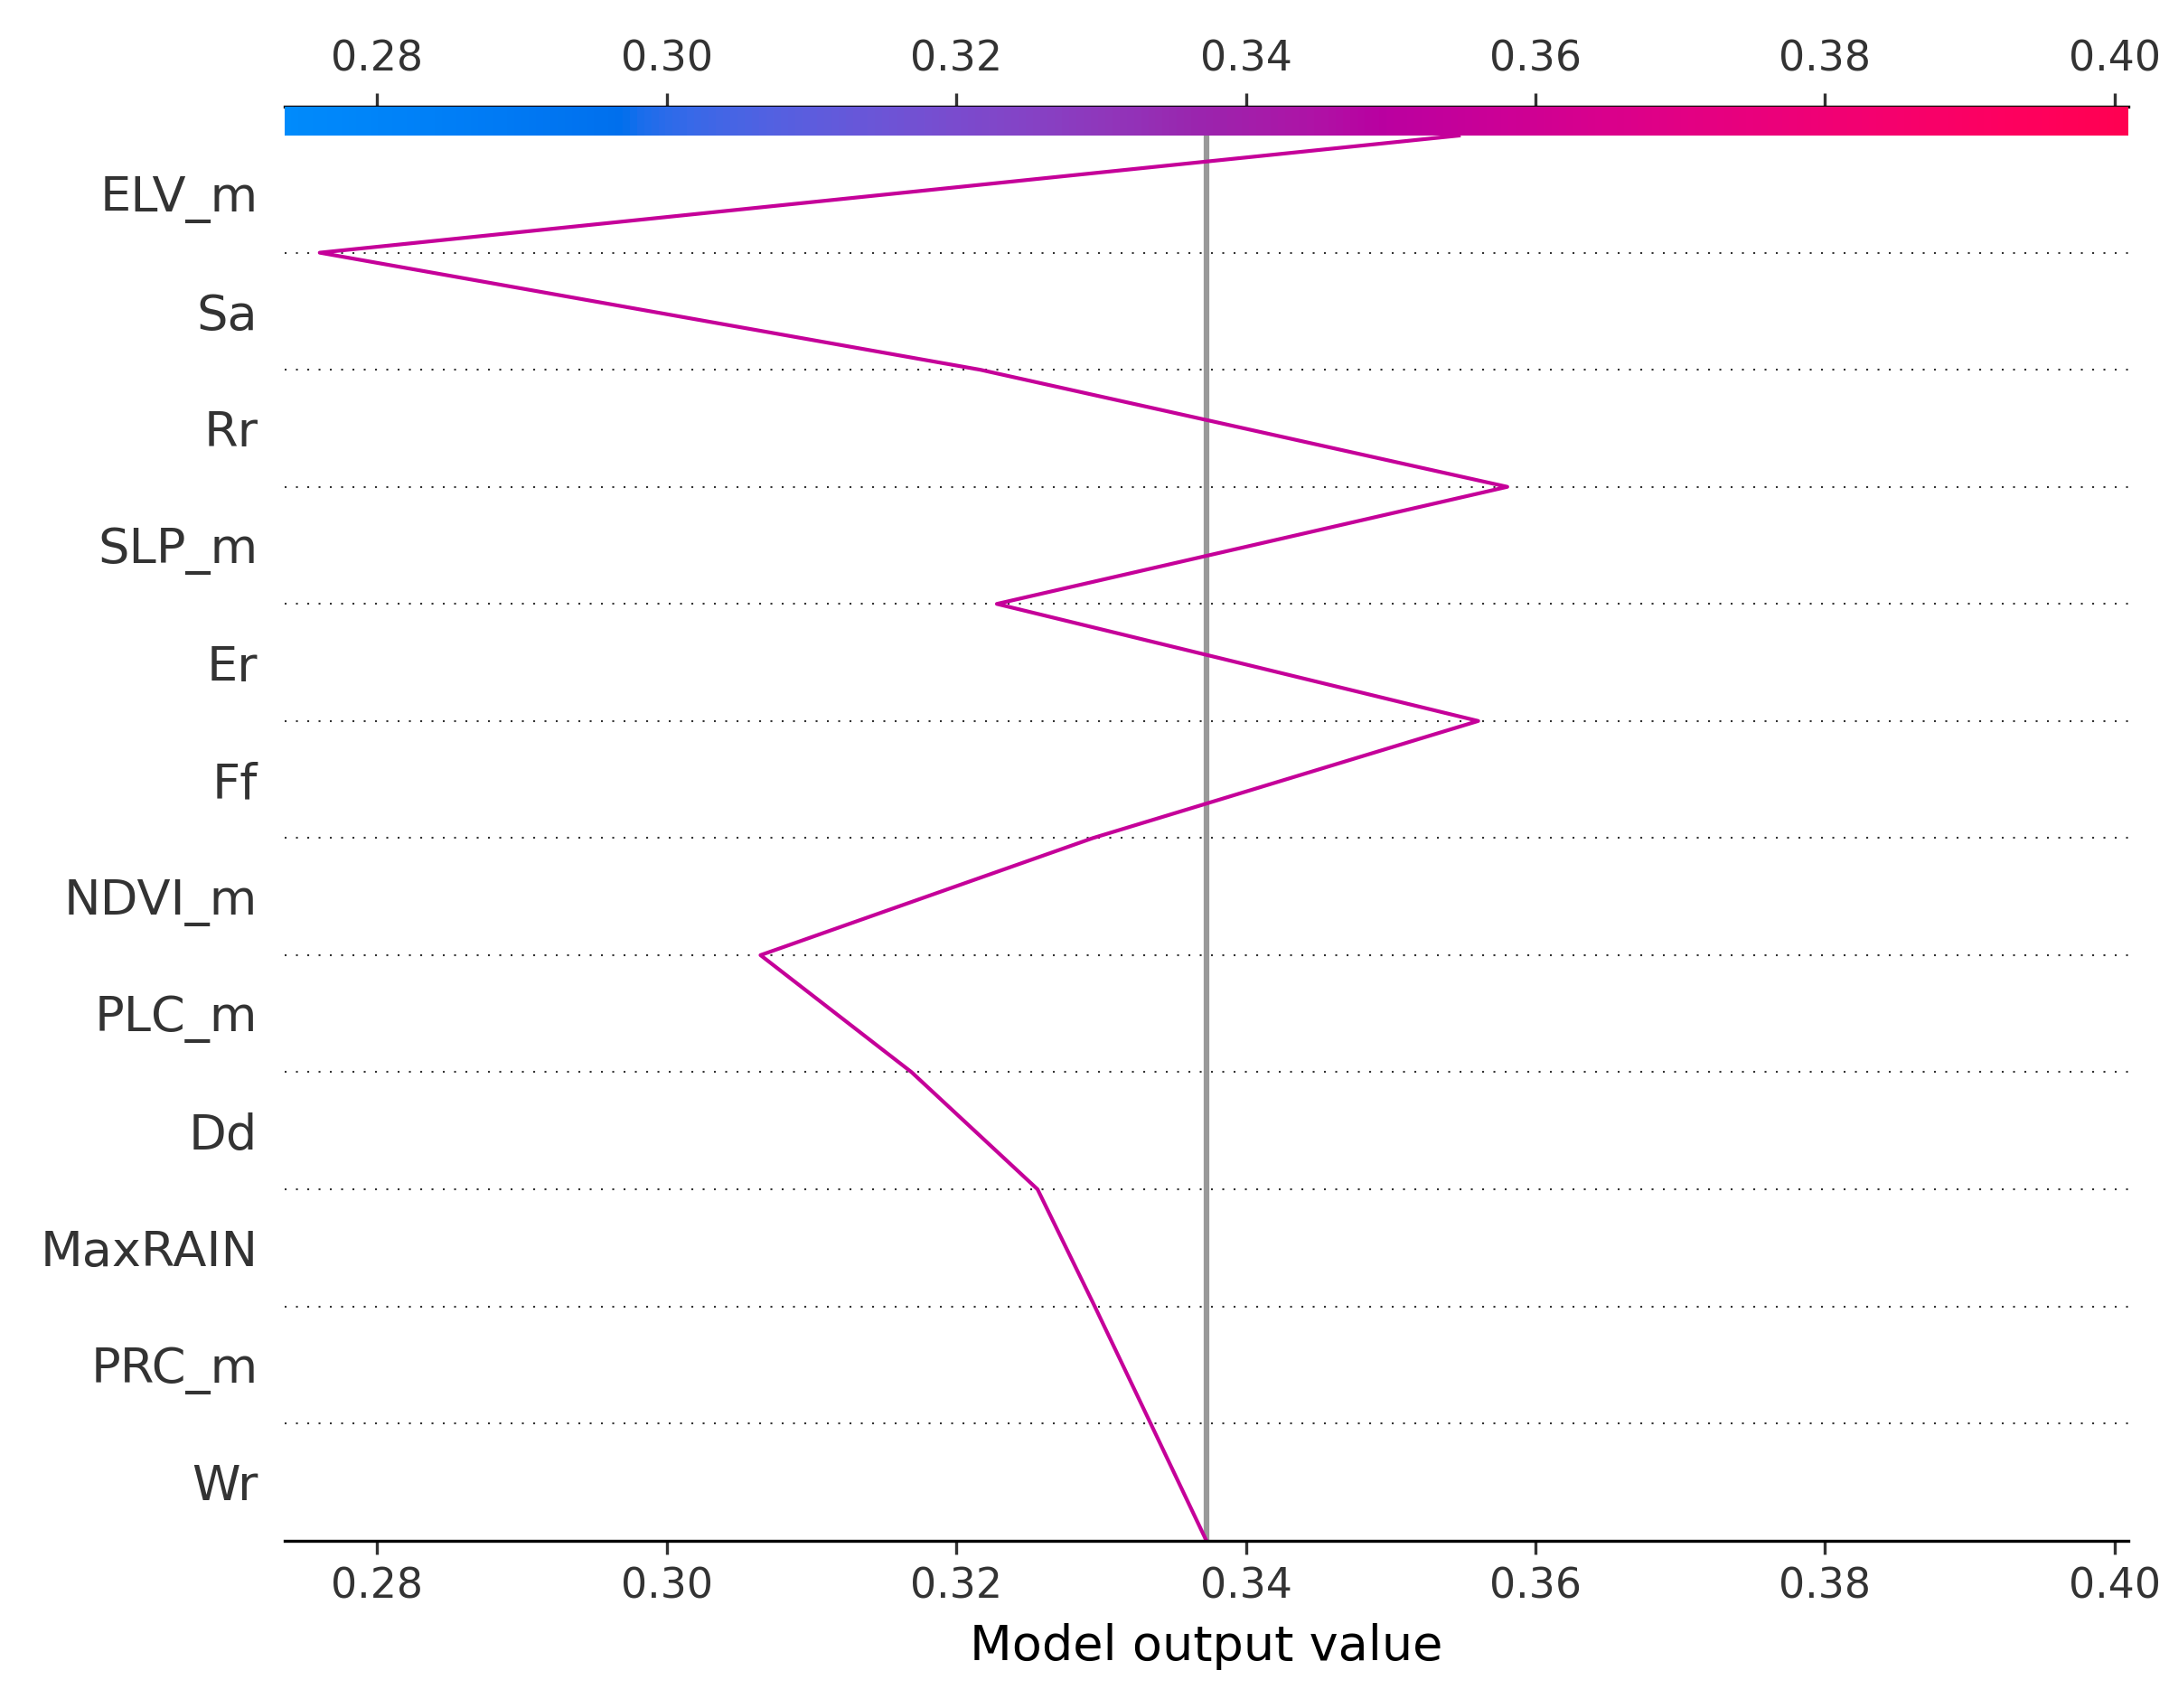 0.28 0.30 0.32 0.34 0.36 0.38 0.40
ELV_m
Sa
Rr
SLP_m
Er
Ff
NDVI_m
PLC_m
Dd
MaxRAIN
PRC_m
Wr
0.28 0.30 0.32 0.34 0.36 0.38 0.40
Model output value